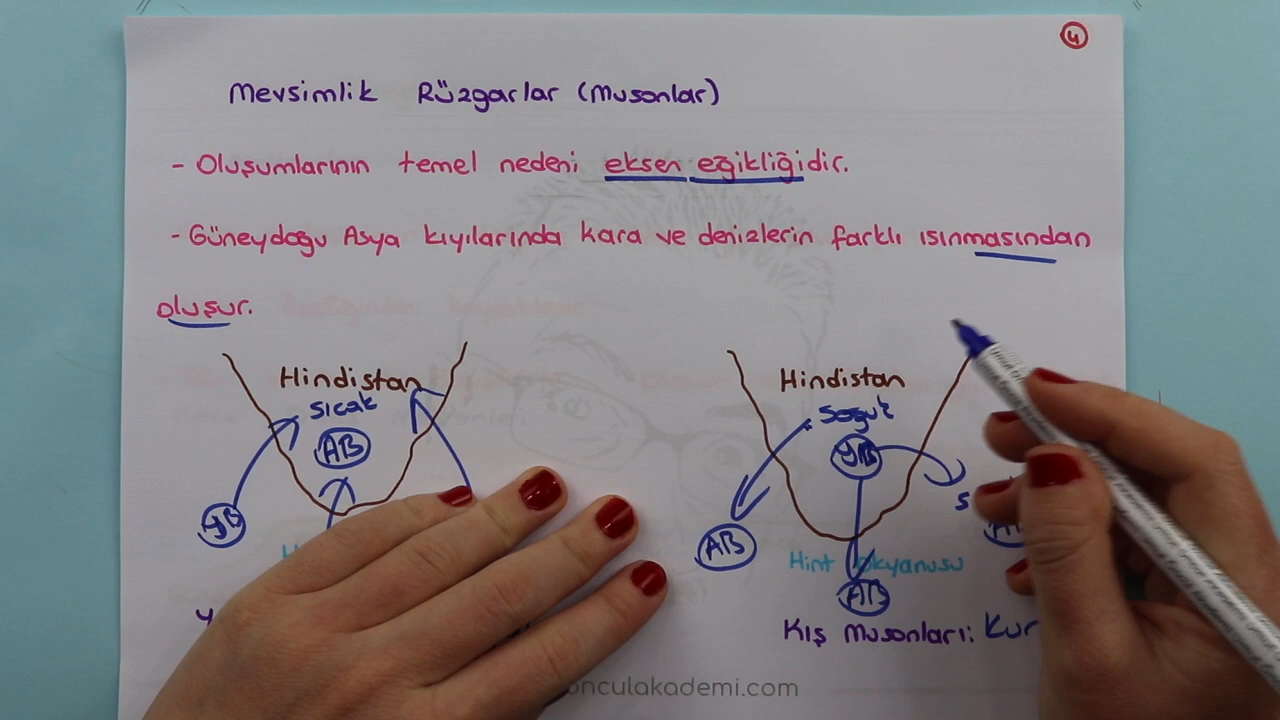 4
Mevsimlik Rüzgarlar (Musonlar)
- Oluşumlarının temel nedeni eksen eğikliğidir.
- Güneydoğu Asya kıyılarında kara ve denizlerin farklı ısınmasından
oluşur.
Hindistan Hindistan
Sıcak Soğuk
AB YB
YB AB
Hint Okyanusu
AB
Kış Musonları: Kur
onculakademi.com